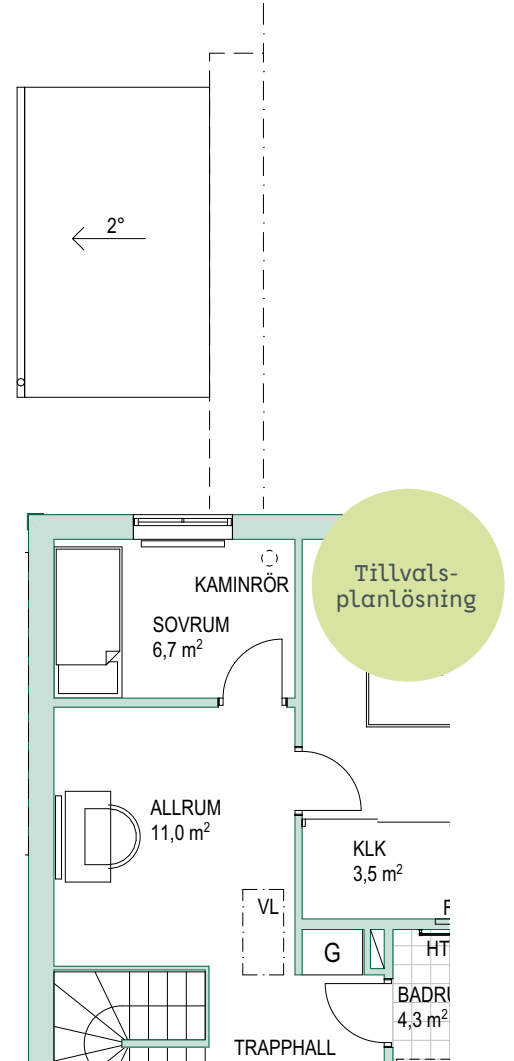 2°
Tillvals-
planlösning
KAMINRÖR
SOVRUM
6,7 m²
ALLRUM
11,0 m²
KLK
3,5 m²
VL
G
HT
4,3 m²
TRAPPHALL